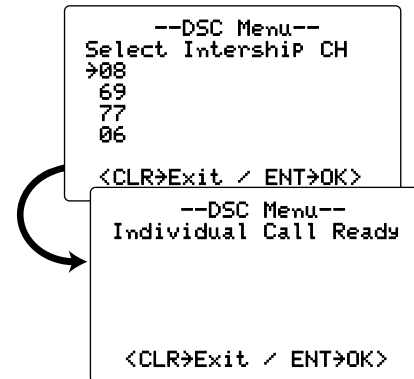 --DSC Menu--
Select Intership CH
→08
69
77
06
<CLR→Exit / ENT→OK>
--DSC Menu--
Individual Call Ready
<CLR→Exit / ENT→OK>